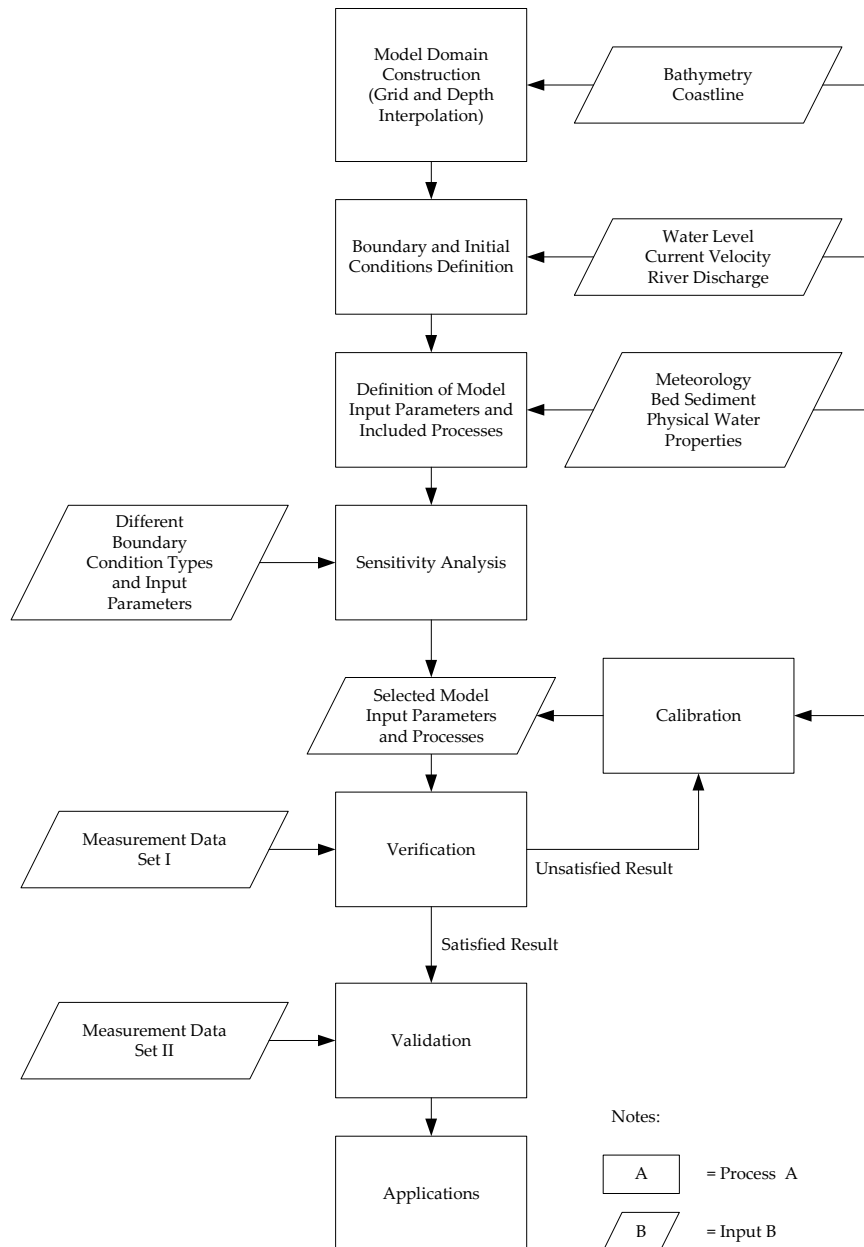 Model Domain
Construction
(Grid and Depth
Interpolation)
Bathymetry
Coastline
Boundary and Initial
Conditions Definition
Water Level
Current Velocity
River Discharge
Definition of Model
Input Parameters and
Included Processes
Meteorology
Bed Sediment
Physical Water
Properties
Different
Boundary
Condition Types
and Input
Parameters
Sensitivity Analysis
Selected Model
Input Parameters
and Processes
Calibration
Measurement Data
Set I
Verification
Unsatisfied Result
Satisfied Result
Measurement Data
Set II
Validation
Applications
Notes:
A = Process A
B = Input B